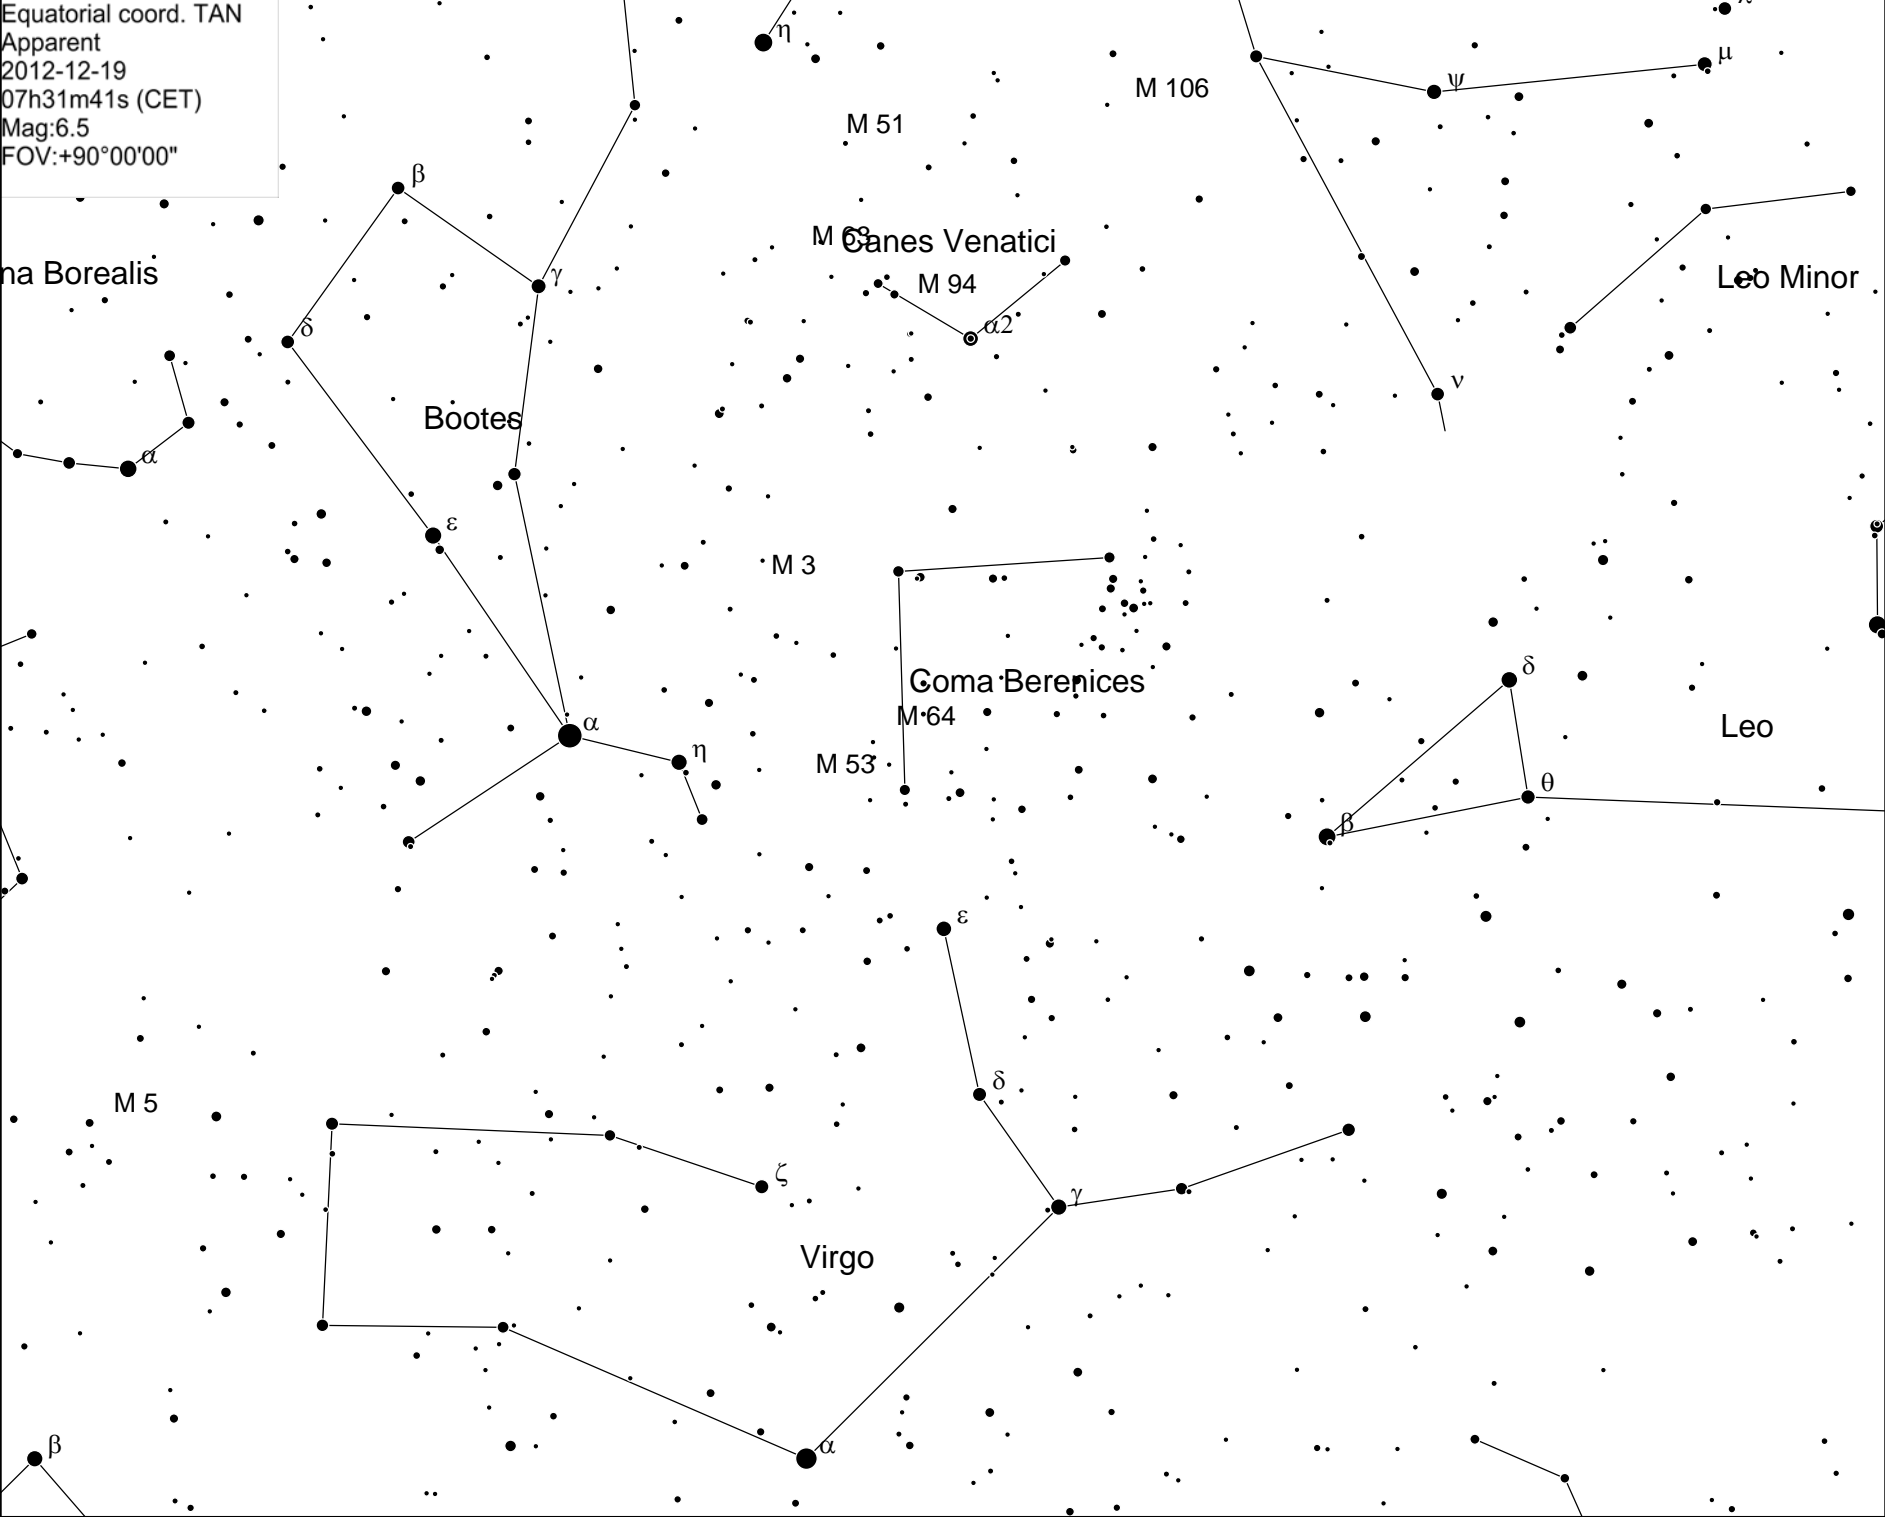 Equatorial coord. TAN
Apparent
2012-12-19
07h31m41s (CET)
Mag:6.5
FOV:+90°00'00"
η
μ
ψ
M 106
M 51
β
M 63
Canes Venatici
γ
na Borealis
M 94
Leo Minor
δ
α2
ν
Bootes
α
ε
M 3
δ
Coma Berenices
M 64
α
Leo
η
M 53
θ
β
ε
δ
M 5
ζ
γ
Virgo
β
α